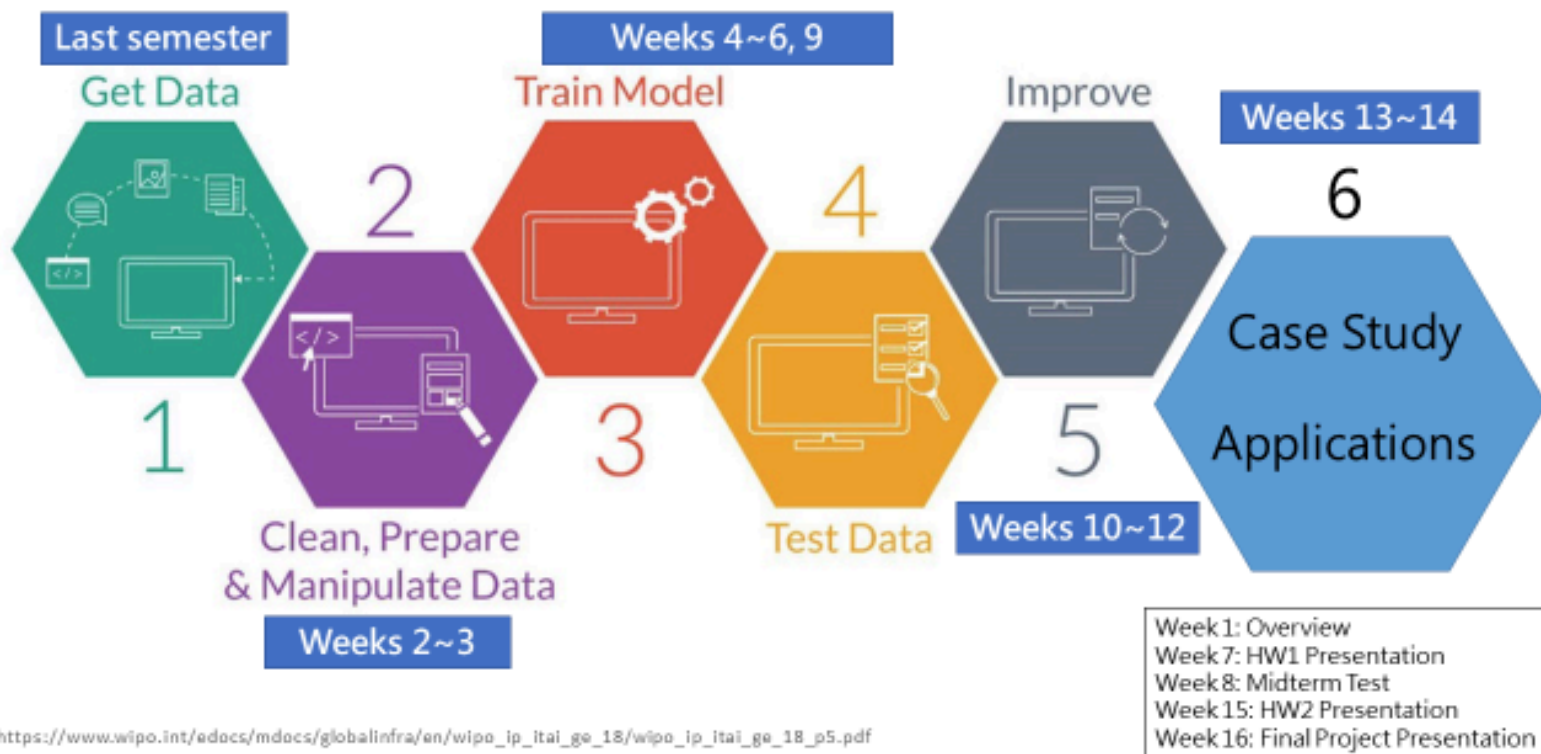 Last semester
Get Data
1
2
Clean, Prepare
& Manipulate Data
Weeks 2~3
Weeks 4~6, 9
Train Model
3
4
Test Data
Improve
5
Weeks 10~12
Weeks 13~14
6
Case Study
Applications
</>
</>
Week 1: Overview
Week 7: HW1 Presentation
Week 8: Midterm Test
Week 15: HW2 Presentation
Week 16: Final Project Presentation
https://www.wipo.int/edocs/mdocs/globalinfra/en/wipo_ip_itai_ge_18/wipo_ip_itai_ge_18_p5.pdf